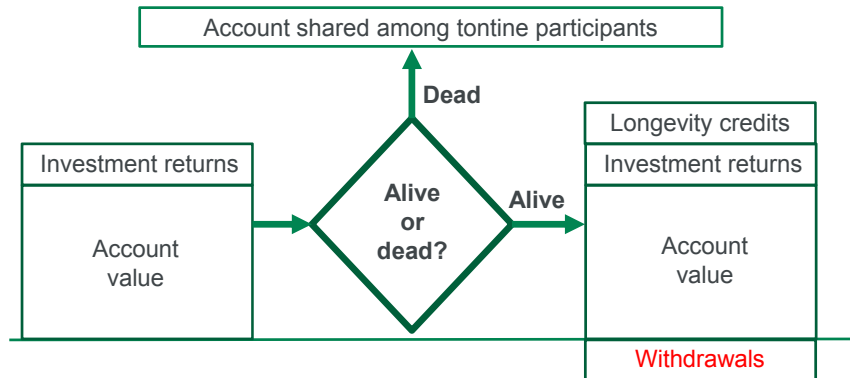 Account shared among tontine participants
Dead
Investment returns
Account
value
Alive
or
dead?
Alive
Longevity credits
Investment returns
Account
value
Withdrawals